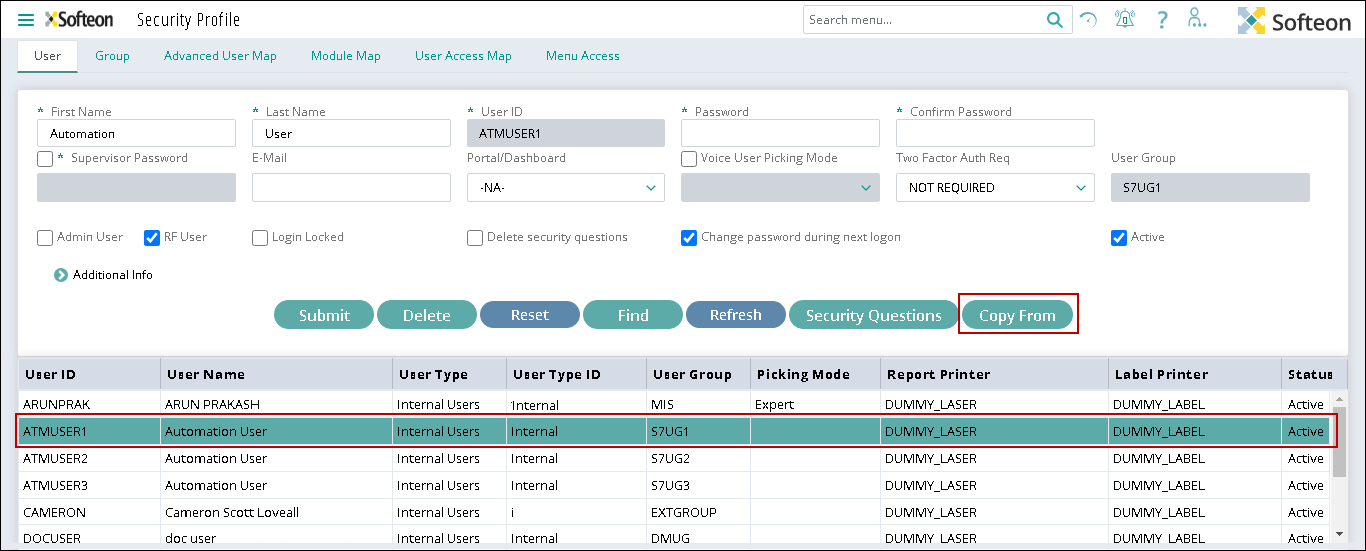 Softeon Security Profile Search menu... ? Softeon
User Group Advanced User Map Module Map User Access Map Menu Access
* First Name * Last Name * User ID * Password * Confirm Password
Automation User ATMUSER1
* Supervisor Password E-Mail Portal/Dashboard Voice User Picking Mode Two Factor Auth Req User Group
-NA- NOT REQUIRED S7UG1
Admin User RF User Login Locked Delete security questions Change password during next logon Active
Additional Info
Submit Delete Reset Find Refresh Security Questions Copy From
User ID User Name User Type User Type ID User Group Picking Mode Report Printer Label Printer Status
ARUNPRAK ARUN PRAKASH Internal Users Internal MIS Expert DUMMY_LASER DUMMY_LABEL Active
ATMUSER1 Automation User Internal Users Internal S7UG1 DUMMY_LASER DUMMY_LABEL Active
ATMUSER2 Automation User Internal Users Internal S7UG2 DUMMY_LASER DUMMY_LABEL Active
ATMUSER3 Automation User Internal Users Internal S7UG3 DUMMY_LASER DUMMY_LABEL Active
CAMERON Cameron Scott Loveall Internal Users i EXTGROUP DUMMY_LASER DUMMY_LABEL Active
DOCUSER doc user Internal Users Internal DMUG DUMMY_LASER DUMMY_LABEL Active